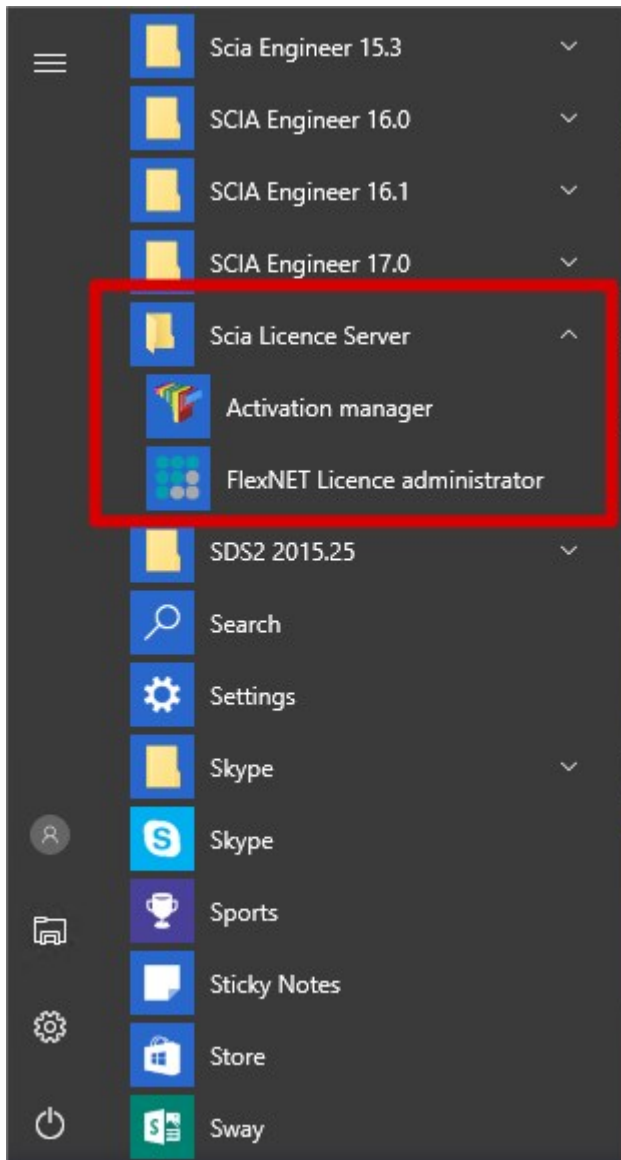 Scia Engineer 15.3
SCIA Engineer 16.0
SCIA Engineer 16.1
SCIA Engineer 17.0
Scia Licence Server
Activation manager
FlexNET Licence administrator
SDS2 2015.25
Search
Settings
Skype
Skype
Sports
Sticky Notes
Store
Sway